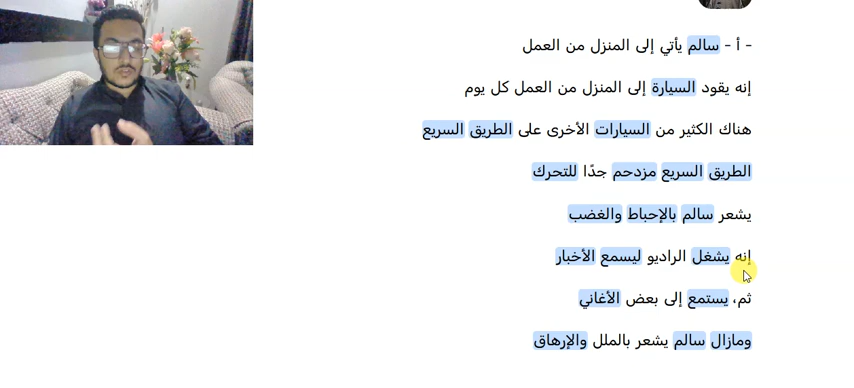 - أ - سالم يأتي إلى المنزل من العمل
إنه يقود السيارة إلى المنزل من العمل كل يوم
هناك الكثير من السيارات الأخرى على الطريق السريع
الطريق السريع مزدحم جدًا للتحرك
يشعر سالم بالإحباط والغضب
إنه يشغل الراديو ليسمع الأخبار
ثم، يستمع إلى بعض الأغاني
ومازال سالم يشعر بالملل والإرهاق